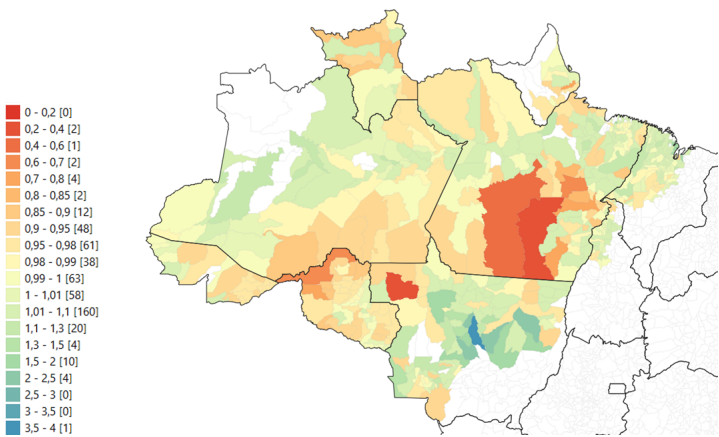 0 - 0,2 [0]
0,2 - 0,4 [2]
0,4 - 0,6 [1]
0,6 - 0,7 [2]
0,7 - 0,8 [4]
0,8 - 0,85 [2]
0,85 - 0,9 [12]
0,9 - 0,95 [48]
0,95 - 0,98 [61]
0,98 - 0,99 [38]
0,99 - 1 [63]
1 - 1,01 [58]
1,01 - 1,1 [160]
1,1 - 1,3 [20]
1,3 - 1,5 [4]
1,5 - 2 [10]
2 - 2,5 [4]
2,5 - 3 [0]
3 - 3,5 [0]
3,5 - 4 [1]